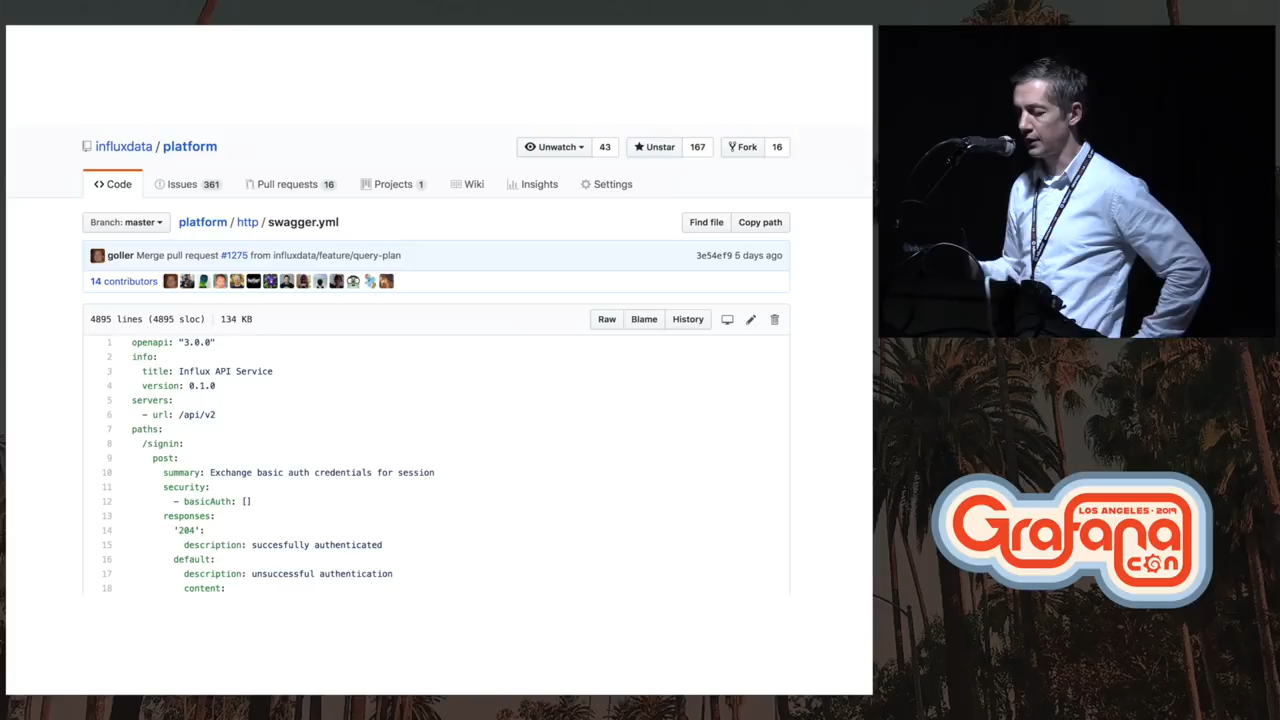 influxdata / platform
Unwatch 43
Unstar 167
Fork 16
Code
Issues 361
Pull requests 16
Projects 1
Wiki
Insights
Settings
Branch: master
platform / http / swagger.yml
Find file
Copy path
goller Merge pull request #1275 from influxdata/feature/query-plan
3e54ef9 5 days ago
14 contributors
4895 lines (4895 sloc) 134 KB
Raw
Blame
History
1 openapi: "3.0.0"
2 info:
3 title: Influx API Service
4 version: 0.1.0
5 servers:
6 - url: /api/v2
7 paths:
8 /signin:
9 post:
10 summary: Exchange basic auth credentials for session
11 security:
12 - basicAuth: []
13 responses:
14 '204':
15 description: succesfully authenticated
16 default:
17 description: unsuccessful authentication
18 content:
LOS ANGELES • 2019
Grafana
con